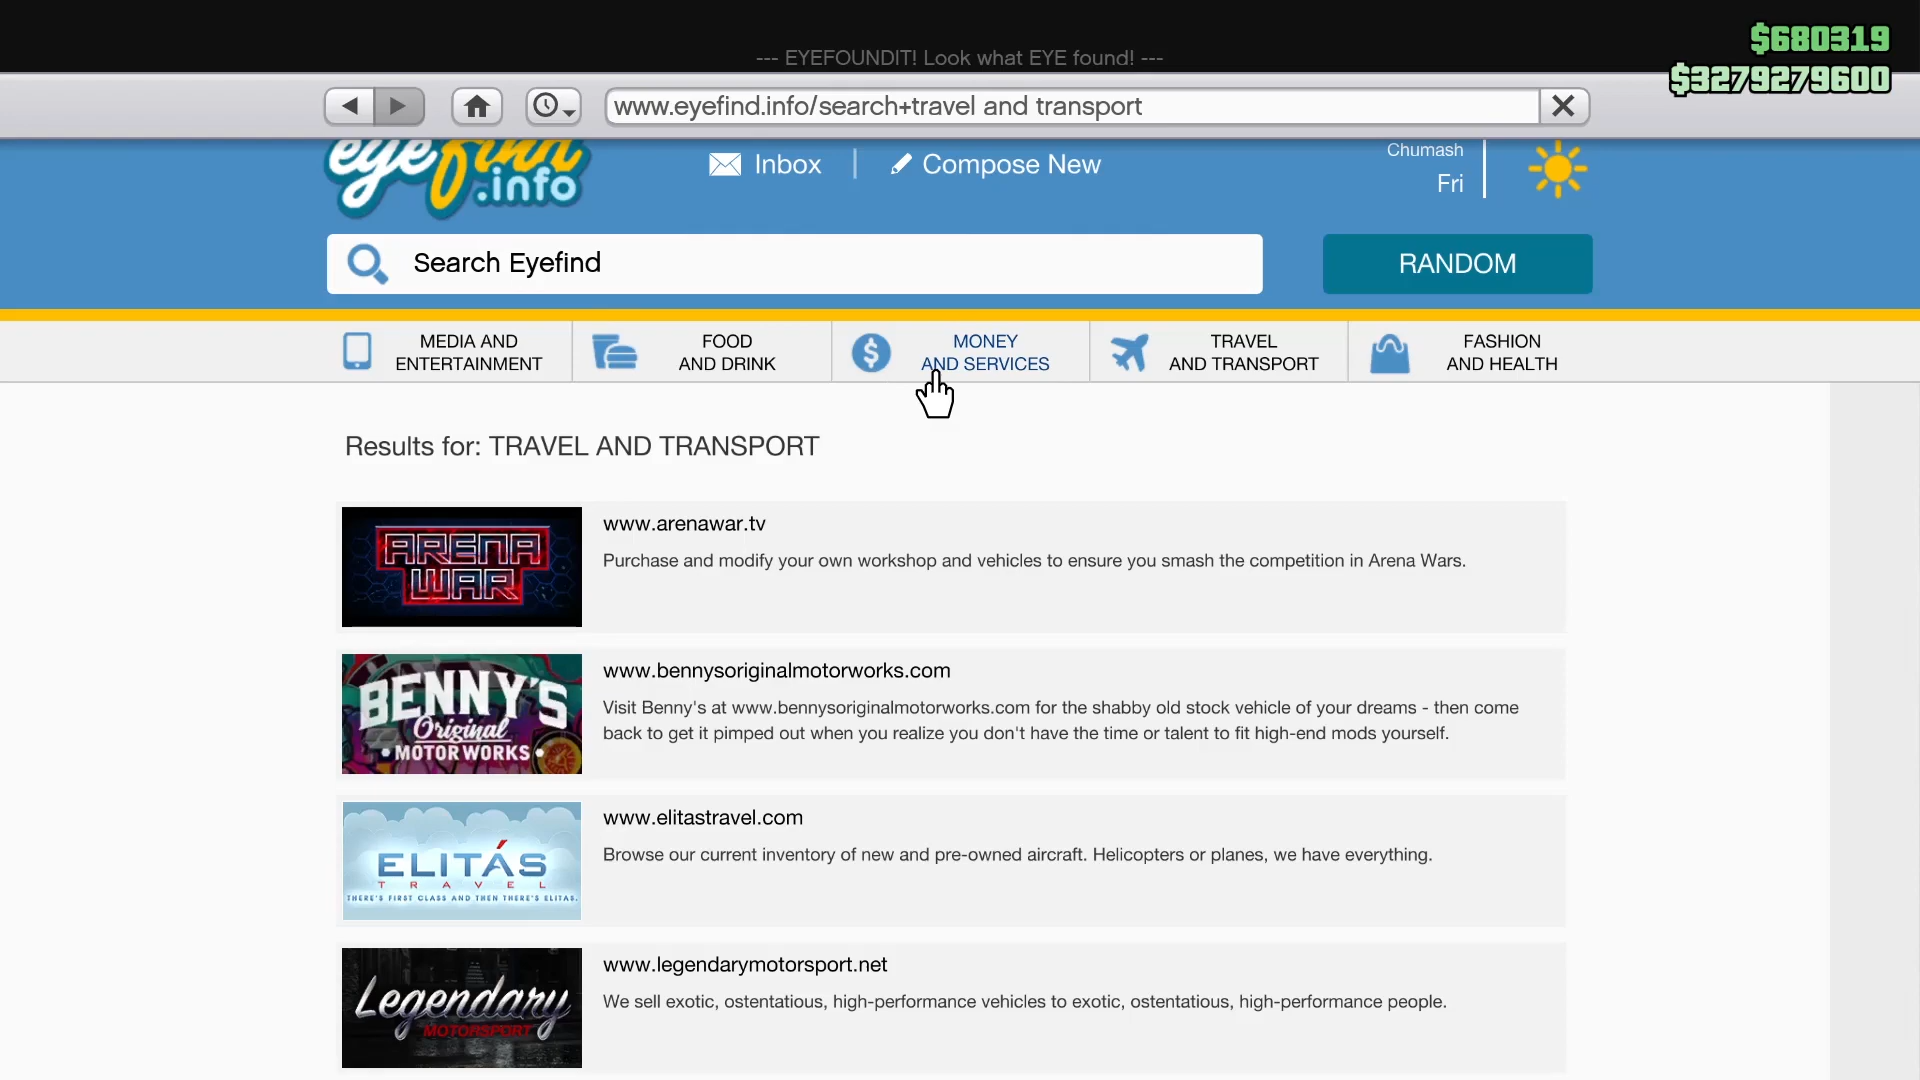 $680319
--- EYEFOUNDIT! Look what EYE found! ---
$3279279600
www.eyefind.info/search+travel and transport
eyefind
.info
Inbox
Compose New
Chumash
Fri
Search Eyefind
RANDOM
MEDIA AND
ENTERTAINMENT
FOOD
AND DRINK
MONEY
AND SERVICES
TRAVEL
AND TRANSPORT
FASHION
AND HEALTH
Results for: TRAVEL AND TRANSPORT
ARENA
WAR
www.arenawar.tv
Purchase and modify your own workshop and vehicles to ensure you smash the competition in Arena Wars.
BENNY'S
Original
MOTOR WORKS
www.bennysoriginalmotorworks.com
Visit Benny's at www.bennysoriginalmotorworks.com for the shabby old stock vehicle of your dreams - then come
back to get it pimped out when you realize you don't have the time or talent to fit high-end mods yourself.
ELITÁS
TRAVEL
THERE'S FIRST CLASS AND THEN THERE'S ELITAS.
www.elitastravel.com
Browse our current inventory of new and pre-owned aircraft. Helicopters or planes, we have everything.
Legendary
MOTORSPORT
www.legendarymotorsport.net
We sell exotic, ostentatious, high-performance vehicles to exotic, ostentatious, high-performance people.